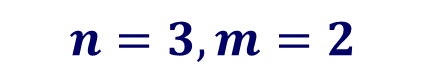 n = 3, m = 2